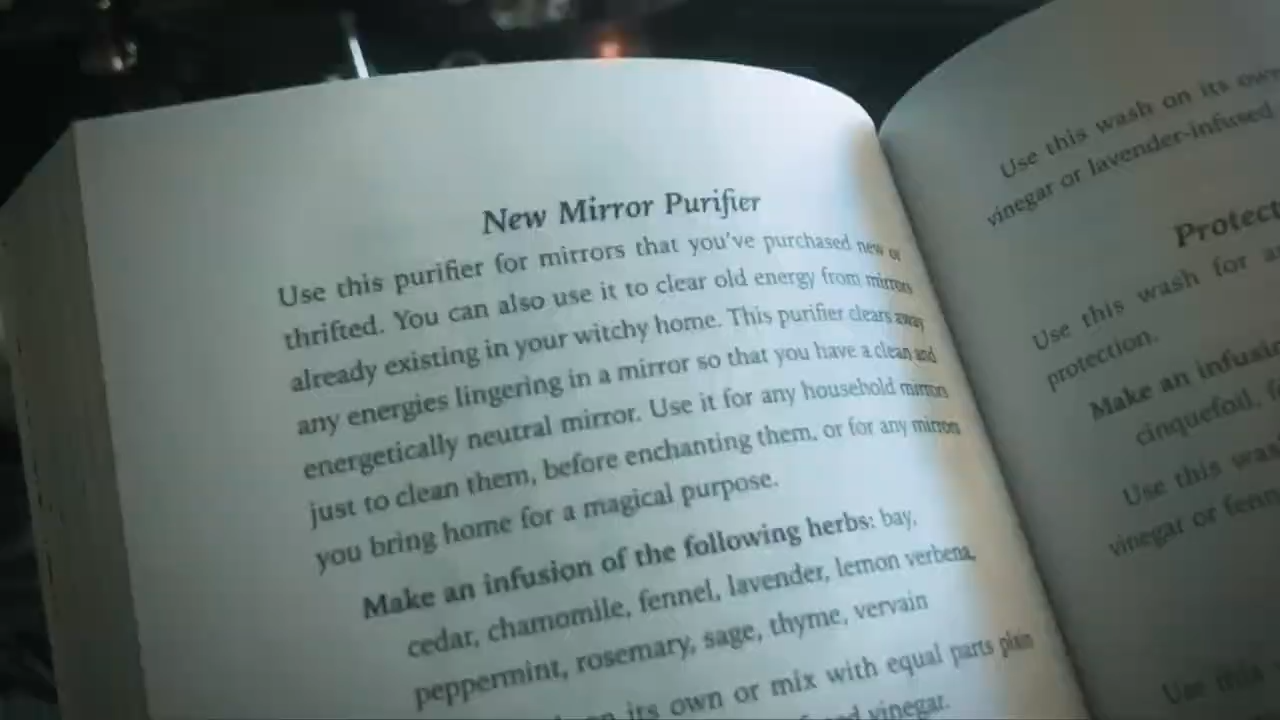 New Mirror Purifier
Use this purifier for mirrors that you've purchased new or
thrifted. You can also use it to clear old energy from mirrors
already existing in your witchy home. This purifier clears away
any energies lingering in a mirror so that you have a clean and
energetically neutral mirror. Use it for any household mirrors
just to clean them, before enchanting them, or for any mirrors
you bring home for a magical purpose.
Make an infusion of the following herbs: bay,
cedar, chamomile, fennel, lavender, lemon verbena,
peppermint, rosemary, sage, thyme, vervain
on its own or mix with equal parts plain
vinegar.
Use this wash on its own
vinegar or lavender-infused
Protect
Use this wash for
protection.
Make an infusi
cinquefoil,
Use this was
vinegar or fenn
Use this